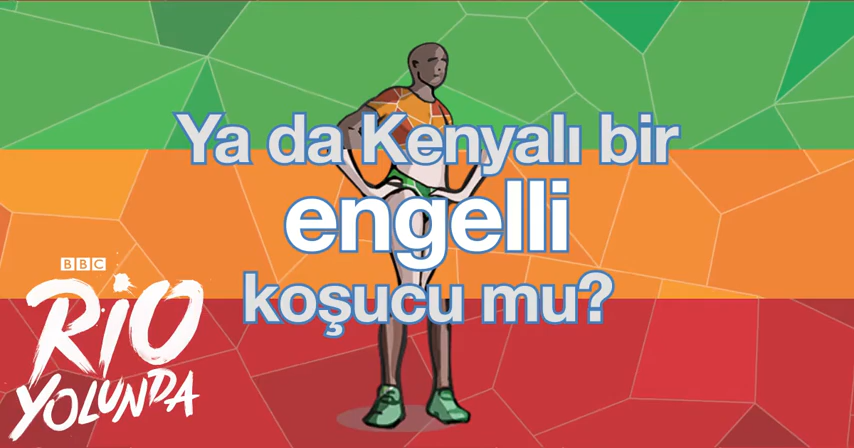 Ya da Kenyalı bir
engelli
koşucu mu?
BBC
RiO
YOLUNDA